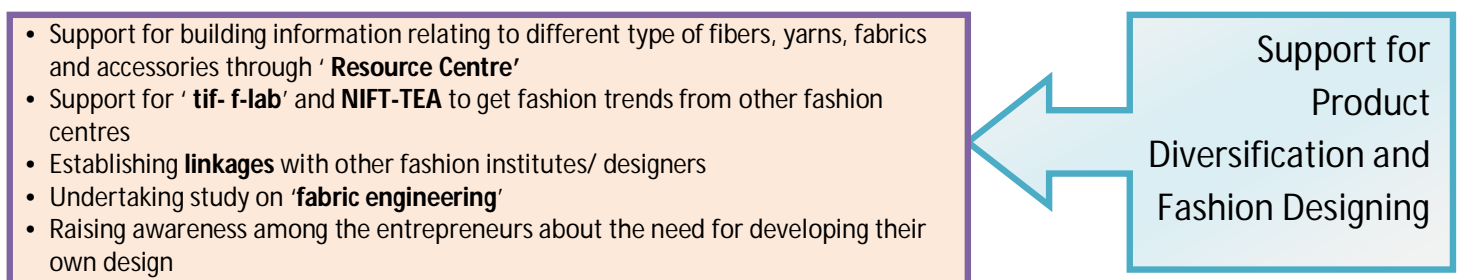 • Support for building information relating to different type of fibers, yarns, fabrics
and accessories through ‘ Resource Centre’
• Support for ‘ tif- f-lab’ and NIFT-TEA to get fashion trends from other fashion
centres
• Establishing linkages with other fashion institutes/ designers
• Undertaking study on ‘fabric engineering’
• Raising awareness among the entrepreneurs about the need for developing their
own design
Support for
Product
Diversification and
Fashion Designing